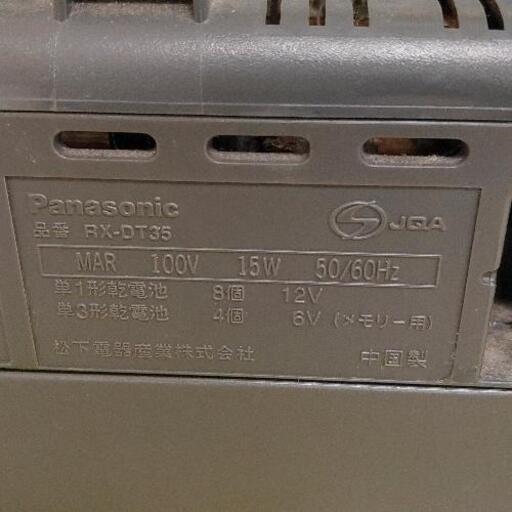 Panasonic
品番 RX-DT35
JQA
MAR 100V 15W 50/60Hz
単1形乾電池 8個 12V
単3形乾電池 4個 6V (メモリー用)
松下電器産業株式会社 中国製